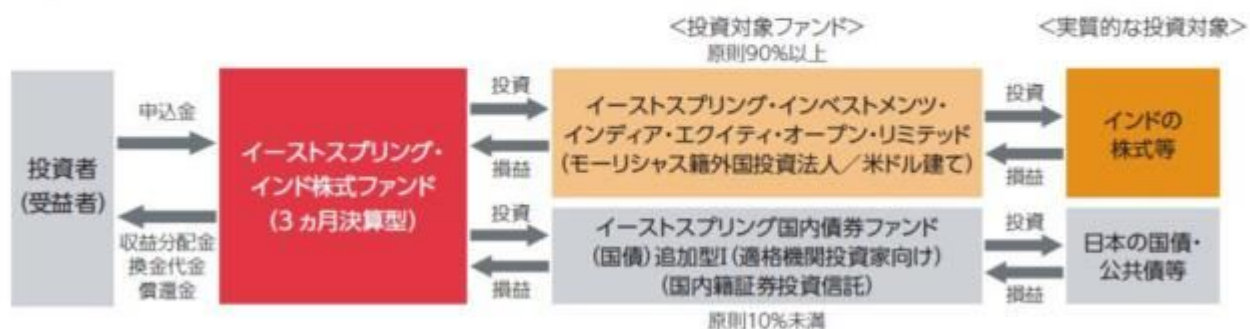 <投資対象ファンド>
原則90%以上
<実質的な投資対象>
投資者
(受益者)
申込金
収益分配金
換金代金
償還金
イーストスプリング・
インド株式ファンド
(3ヵ月決算型)
投資
損益
イーストスプリング・インベストメンツ・
インディア・エクイティ・オープン・リミテッド
(モーリシャス籍外国投資法人/米ドル建て)
投資
損益
インドの
株式等
投資
損益
イーストスプリング国内債券ファンド
(国債)追加型I(適格機関投資家向け)
(国内籍証券投資信託)
原則10%未満
投資
損益
日本の国債・
公共債等